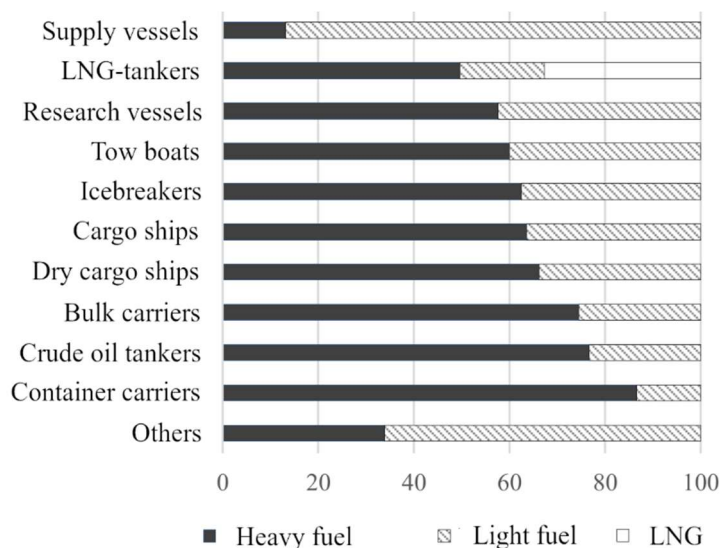 Supply vessels
LNG-tankers
Research vessels
Tow boats
Icebreakers
Cargo ships
Dry cargo ships
Bulk carriers
Crude oil tankers
Container carriers
Others
0 20 40 60 80 100
Heavy fuel Light fuel LNG